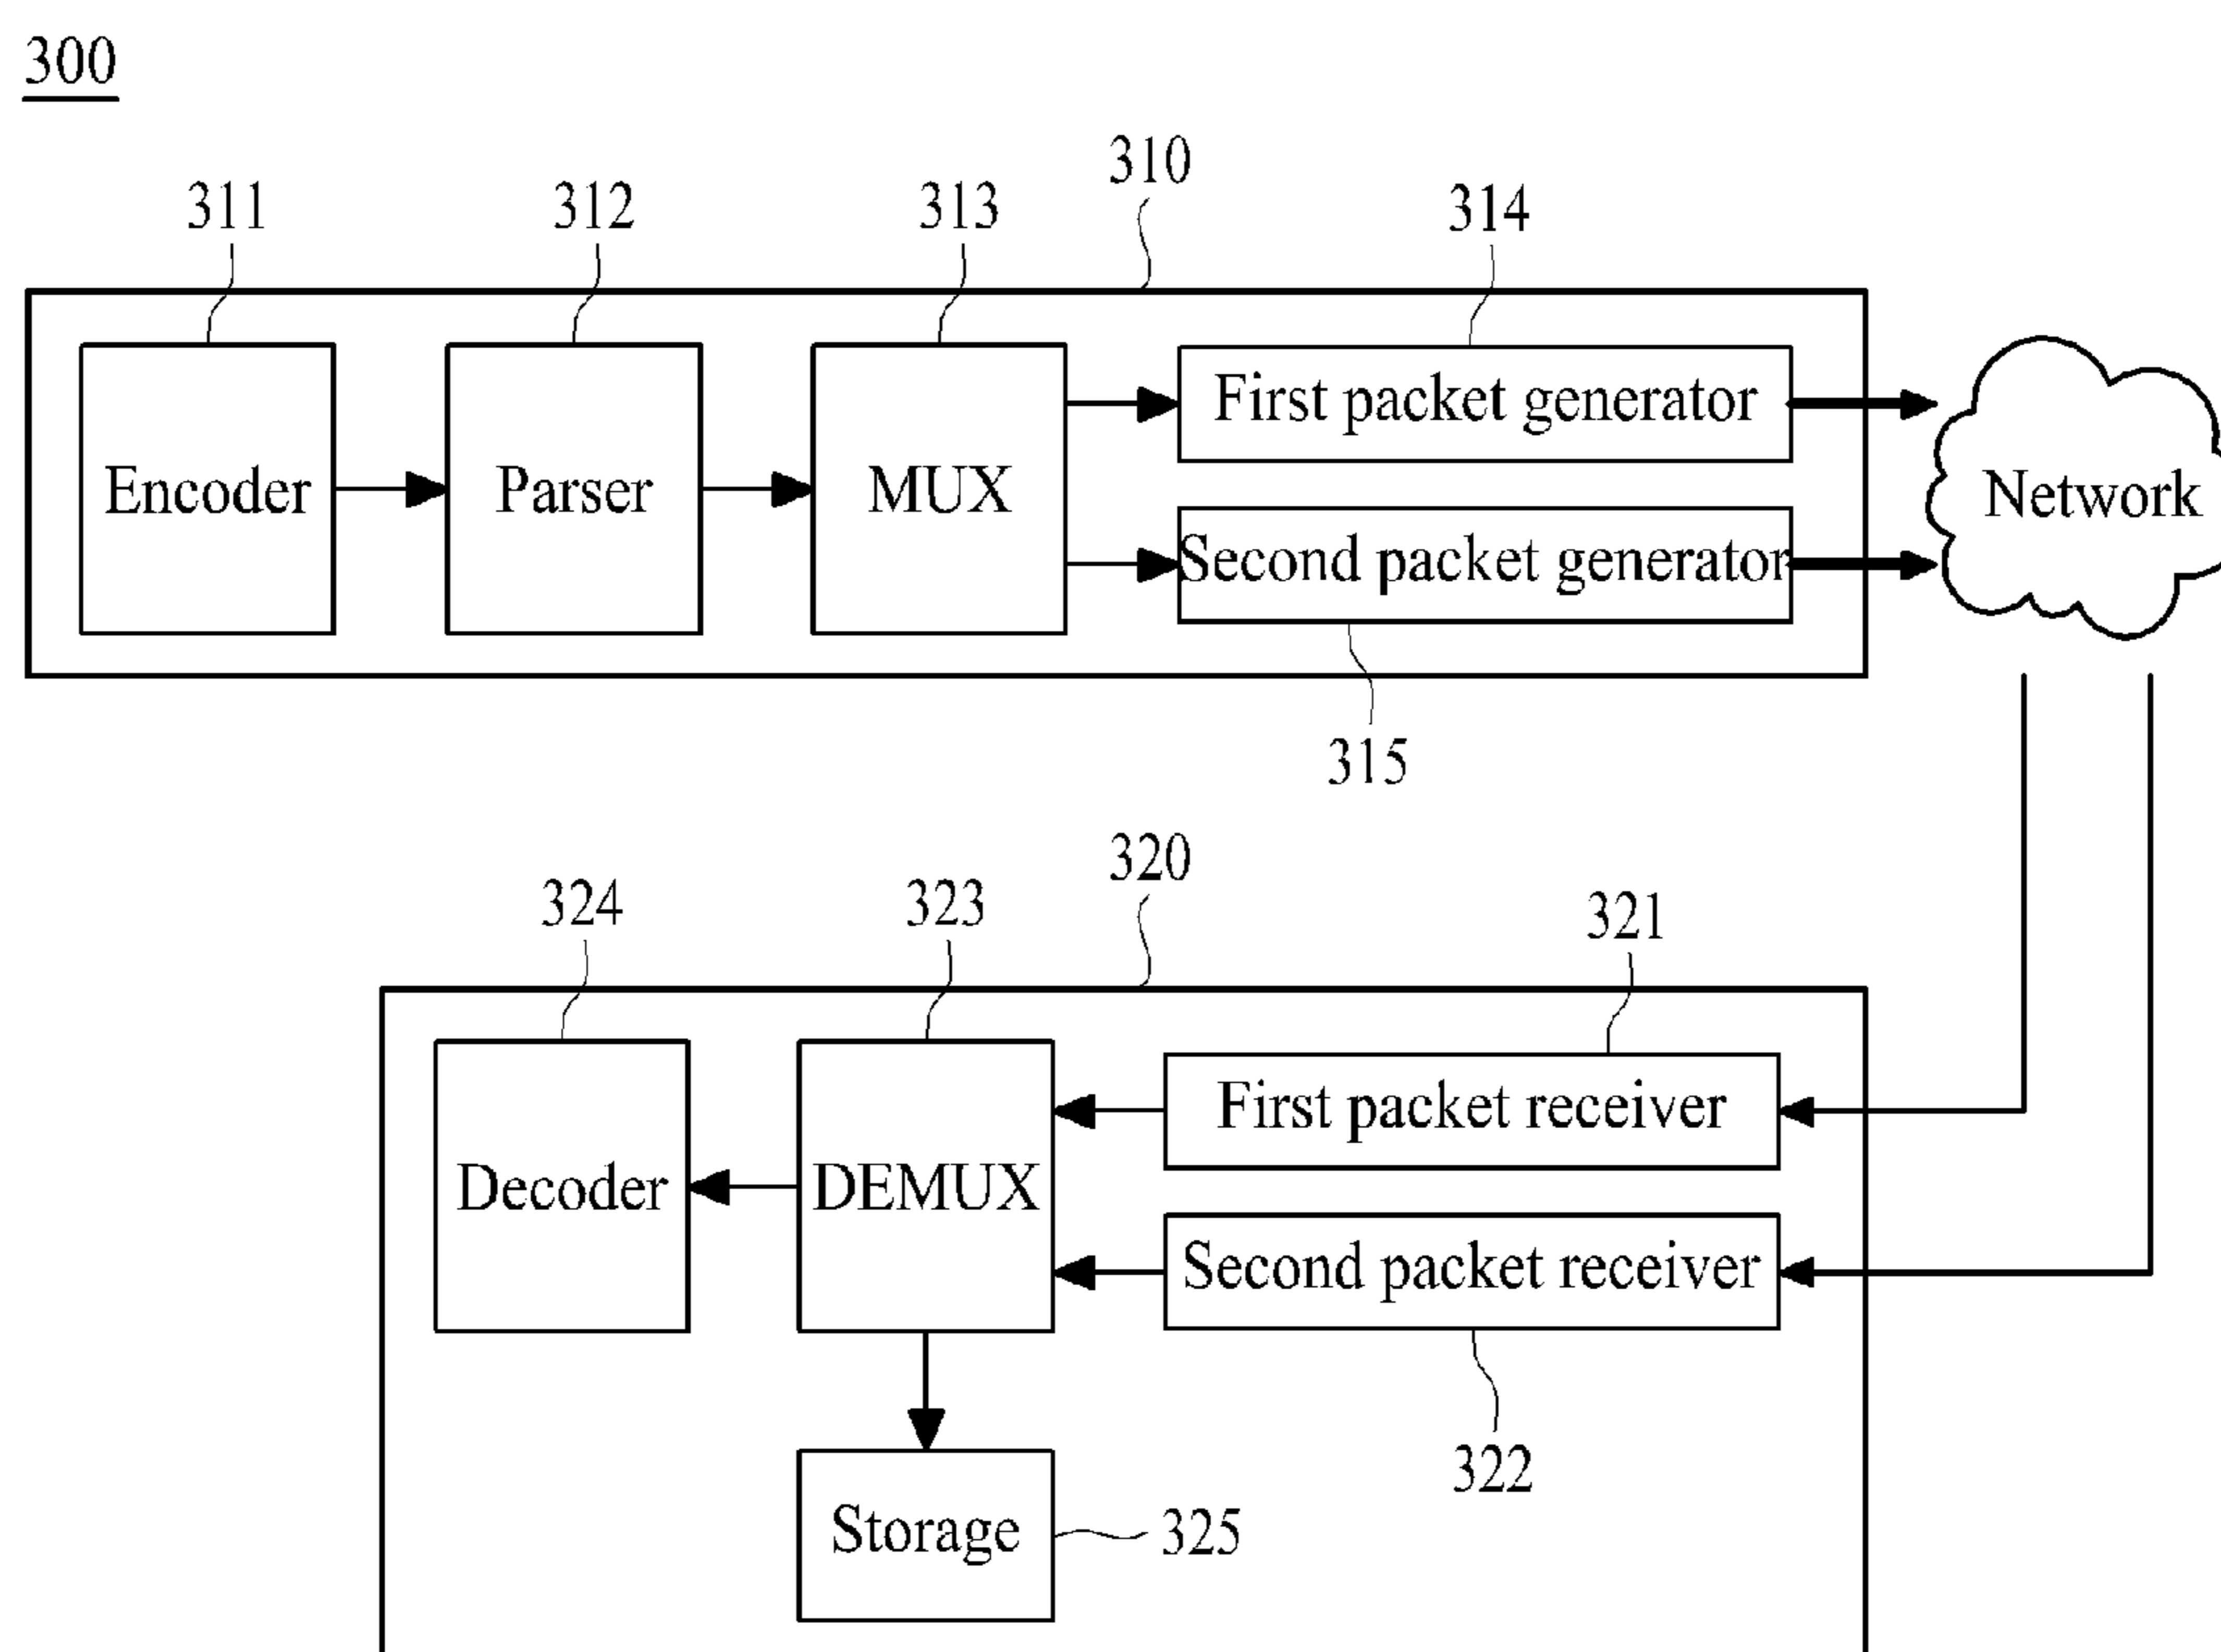 300
310
311
312
313
314
Encoder
Parser
MUX
First packet generator
Second packet generator
Network
315
320
324
323
321
Decoder
DEMUX
First packet receiver
Second packet receiver
322
Storage
325